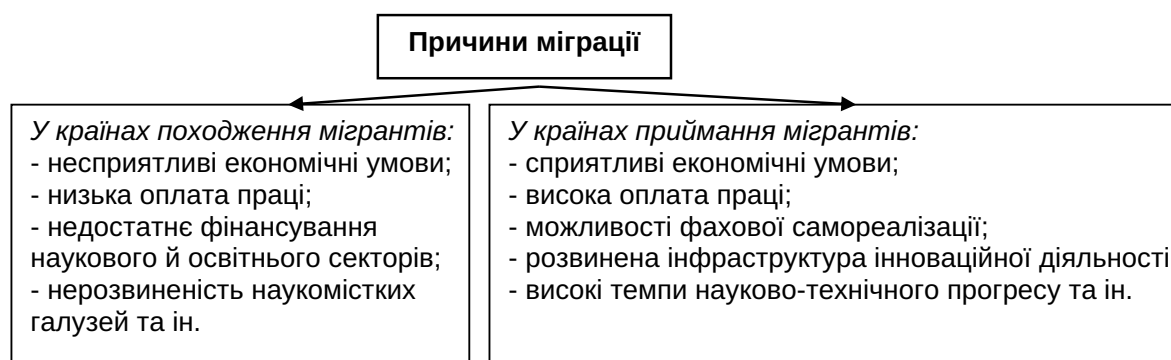 Причини міграції
У країнах походження мігрантів:
- несприятливі економічні умови;
- низька оплата праці;
- недостатнє фінансування
наукового й освітнього секторів;
- нерозвиненість наукомістких
галузей та ін.
У країнах приймання мігрантів:
- сприятливі економічні умови;
- висока оплата праці;
- можливості фахової самореалізації;
- розвинена інфраструктура інноваційної діяльності
- високі темпи науково-технічного прогресу та ін.